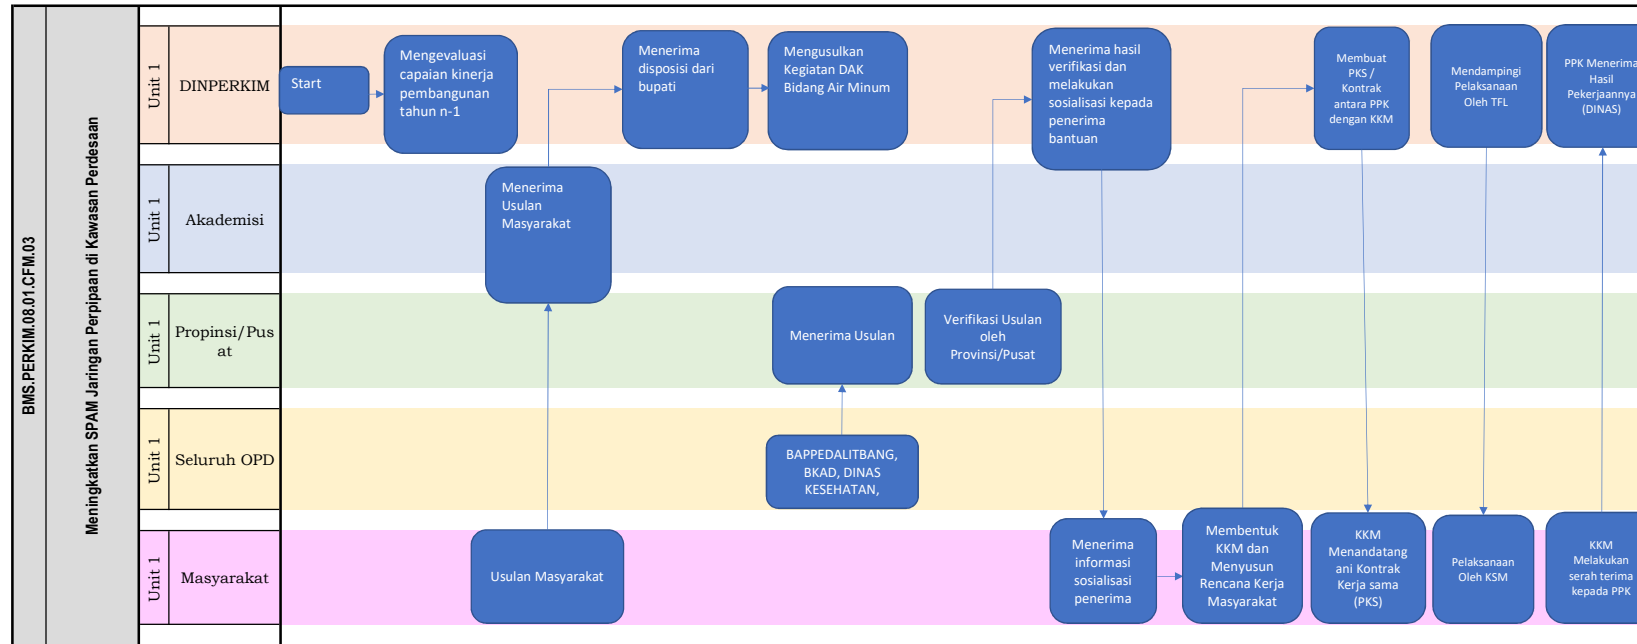 BMS.PERKIM.08.01.CFM.03
Meningkatkan SPAM Jaringan Perpipaan di Kawasan Perdesaan
Unit 1
DINPERKIM
Start
Mengevaluasi
capaian kinerja
pembangunan
tahun n-1
Menerima
disposisi dari
bupati
Mengusulkan
Kegiatan DAK
Bidang Air Minum
Menerima hasil
verifikasi dan
melakukan
sosialisasi kepada
penerima
bantuan
Membuat
PKS /
Kontrak
antara PPK
dengan KKM
Mendampingi
Pelaksanaan
Oleh TFL
PPK Menerima
Hasil
Pekerjaannya
(DINAS)
Unit 1
Akademisi
Menerima
Usulan
Masyarakat
Unit 1
Propinsi/Pus
at
Menerima Usulan
Verifikasi Usulan
oleh
Provinsi/Pusat
Unit 1
Seluruh OPD
BAPPEDALITBANG,
BKAD, DINAS
KESEHATAN,
Unit 1
Masyarakat
Usulan Masyarakat
Menerima
informasi
sosialisasi
penerima
Membentuk
KKM dan
Menyusun
Rencana Kerja
Masyarakat
KKM
Menandatang
ani Kontrak
Kerja sama
(PKS)
Pelaksanaan
Oleh KSM
KKM
Melakukan
serah terima
kepada PPK